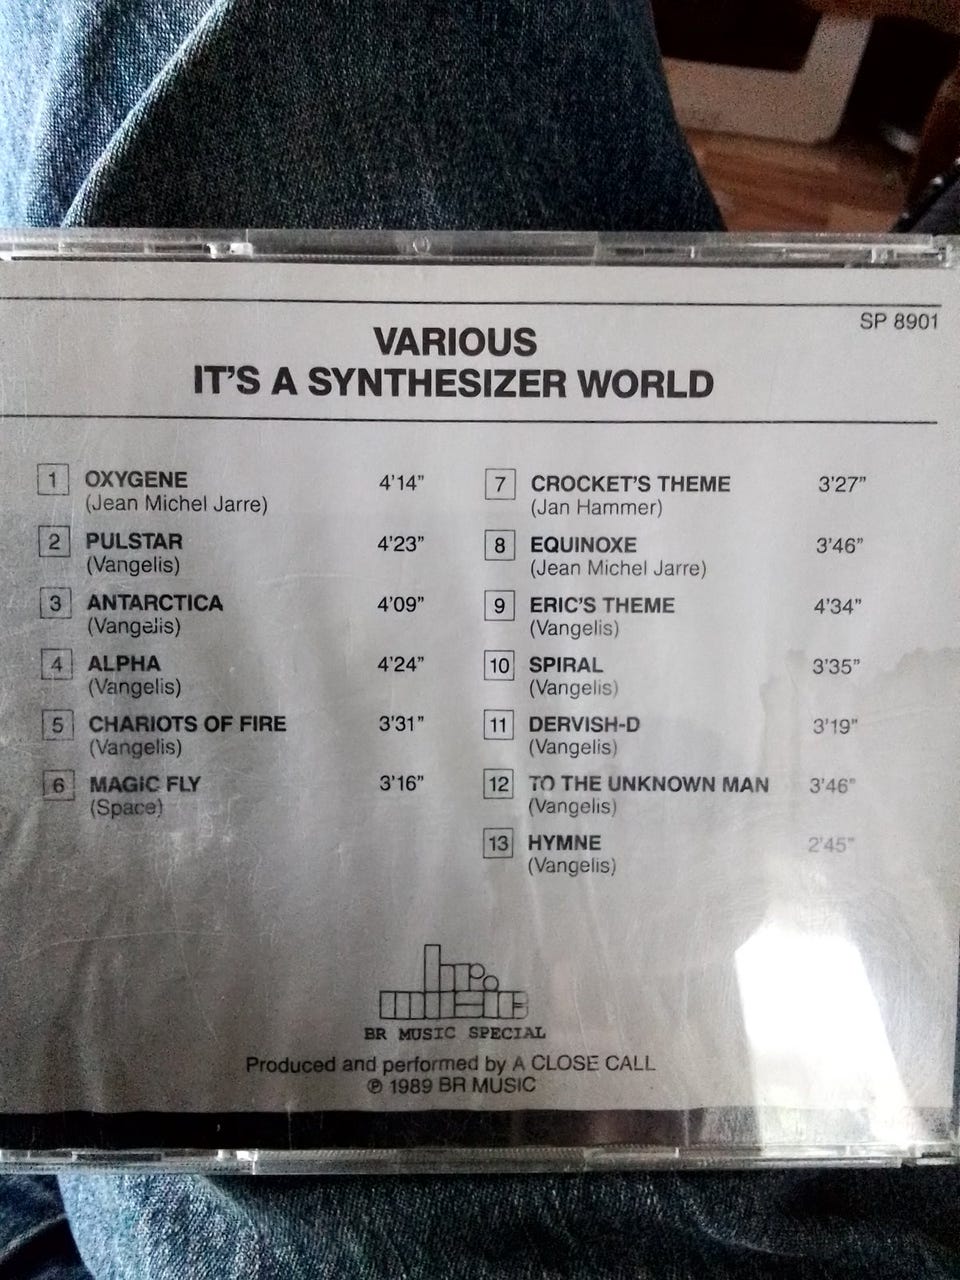 SP 8901
VARIOUS
IT'S A SYNTHESIZER WORLD
1 OXYGENE 4'14"
(Jean Michel Jarre)
2 PULSTAR 4'23"
(Vangelis)
3 ANTARCTICA 4'09"
(Vangelis)
4 ALPHA 4'24"
(Vangelis)
5 CHARIOTS OF FIRE 3'31"
(Vangelis)
6 MAGIC FLY 3'16"
(Space)
7 CROCKET'S THEME 3'27"
(Jan Hammer)
8 EQUINOXE 3'46"
(Jean Michel Jarre)
9 ERIC'S THEME 4'34"
(Vangelis)
10 SPIRAL 3'35"
(Vangelis)
11 DERVISH-D 3'19"
(Vangelis)
12 TO THE UNKNOWN MAN 3'46"
(Vangelis)
13 HYMNE 2'45"
(Vangelis)
br
music
BR MUSIC SPECIAL
Produced and performed by A CLOSE CALL
℗ 1989 BR MUSIC